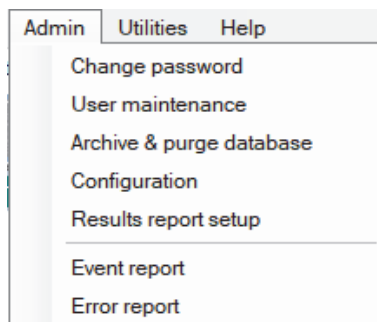 Admin Utilities Help
Change password
User maintenance
Archive & purge database
Configuration
Results report setup
Event report
Error report